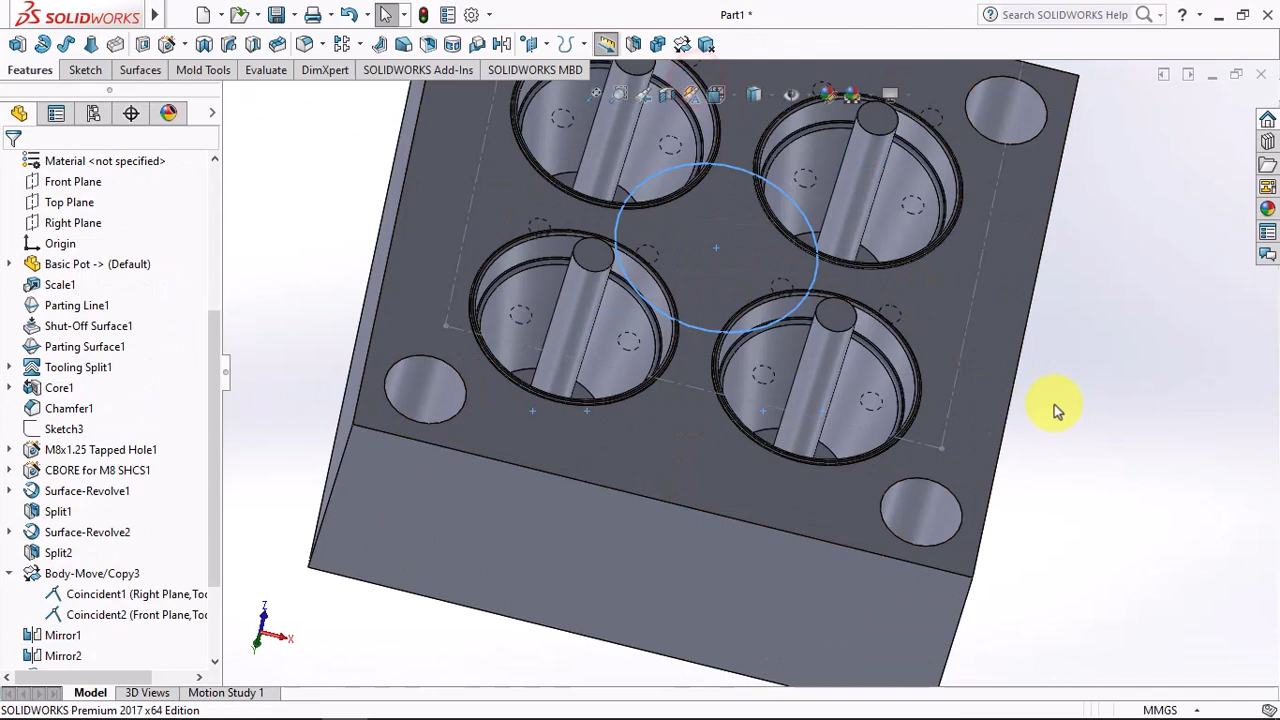 SOLIDWORKS
Part1 *
Search SOLIDWORKS Help
?
Features
Sketch
Surfaces
Mold Tools
Evaluate
DimXpert
SOLIDWORKS Add-Ins
SOLIDWORKS MBD
Material <not specified>
Front Plane
Top Plane
Right Plane
Origin
Basic Pot -> (Default)
Scale1
Parting Line1
Shut-Off Surface1
Parting Surface1
Tooling Split1
Core1
Chamfer1
Sketch3
M8x1.25 Tapped Hole1
CBORE for M8 SHCS1
Surface-Revolve1
Split1
Surface-Revolve2
Split2
Body-Move/Copy3
Coincident1 (Right Plane,To
Coincident2 (Front Plane,To
Mirror1
Mirror2
Z
X
Y
Model
3D Views
Motion Study 1
SOLIDWORKS Premium 2017 x64 Edition
MMGS